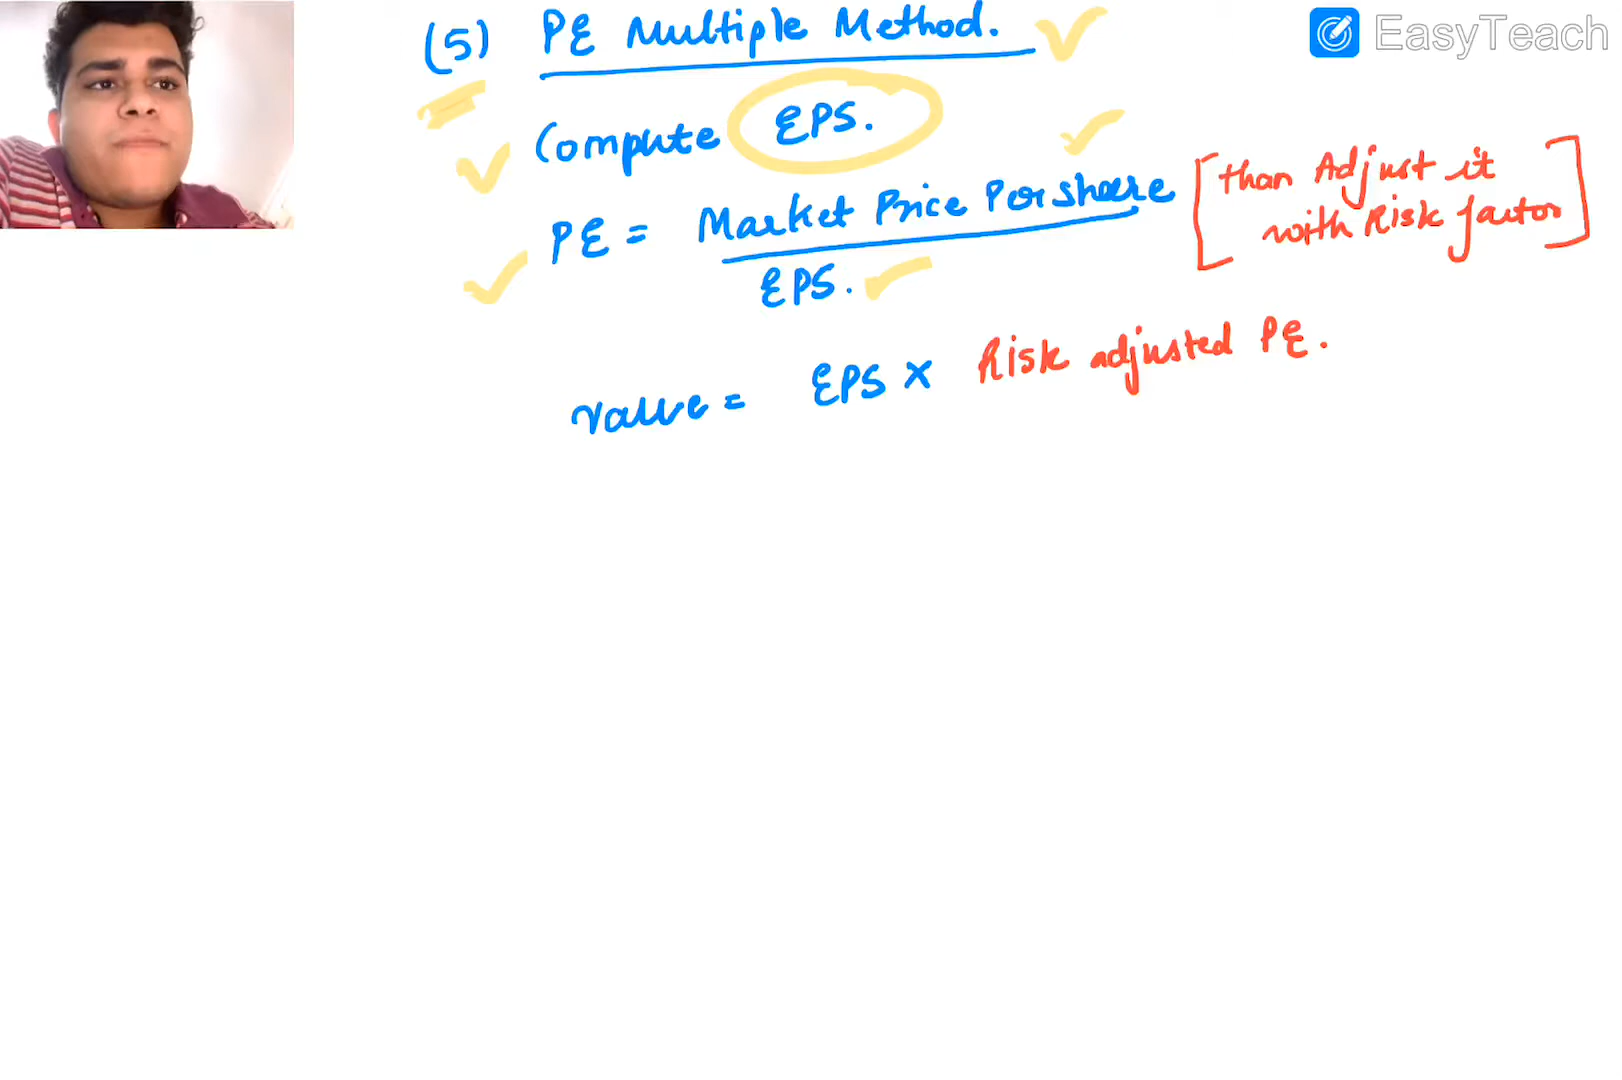 (5) PE Multiple Method.
EasyTeach
Compute EPS.
PE = Market Price Per share
EPS.
[than Adjust it
with Risk factor]
value = EPS × Risk adjusted PE.